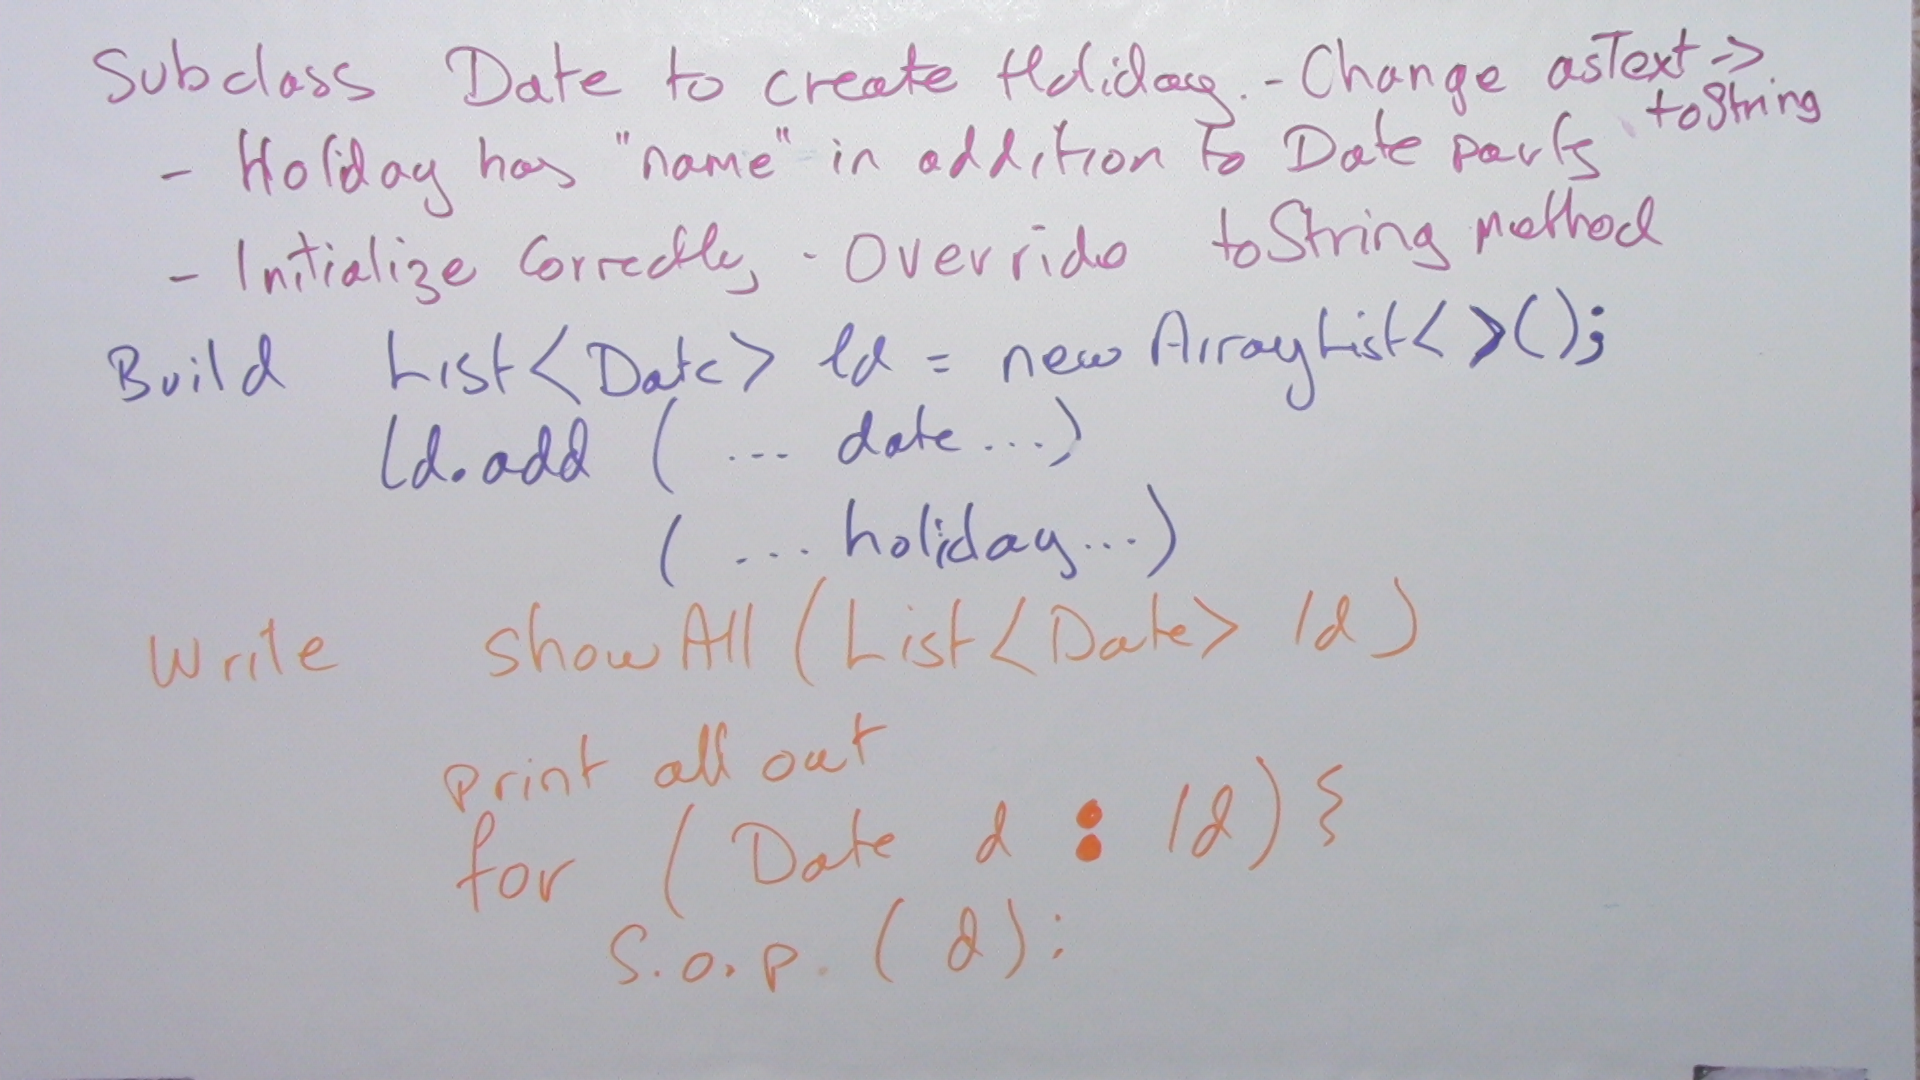 Subclass Date to create Holiday. - Change asText ->
toString
- Holiday has "name" in addition to Date parts
- Initialize Correctly - Override toString method
Build List<Date> ld = new ArrayList< >();
ld.add ( ... date ... )
( ... holiday ... )
Write showAll (List<Date> ld )
print all out
for ( Date d : ld) {
S.o.p. ( d );